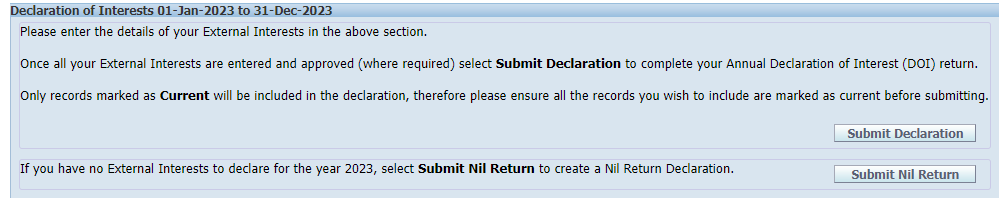 Declaration of Interests 01-Jan-2023 to 31-Dec-2023
Please enter the details of your External Interests in the above section.
Once all your External Interests are entered and approved (where required) select Submit Declaration to complete your Annual Declaration of Interest (DOI) return.
Only records marked as Current will be included in the declaration, therefore please ensure all the records you wish to include are marked as current before submitting.
Submit Declaration
If you have no External Interests to declare for the year 2023, select Submit Nil Return to create a Nil Return Declaration.
Submit Nil Return